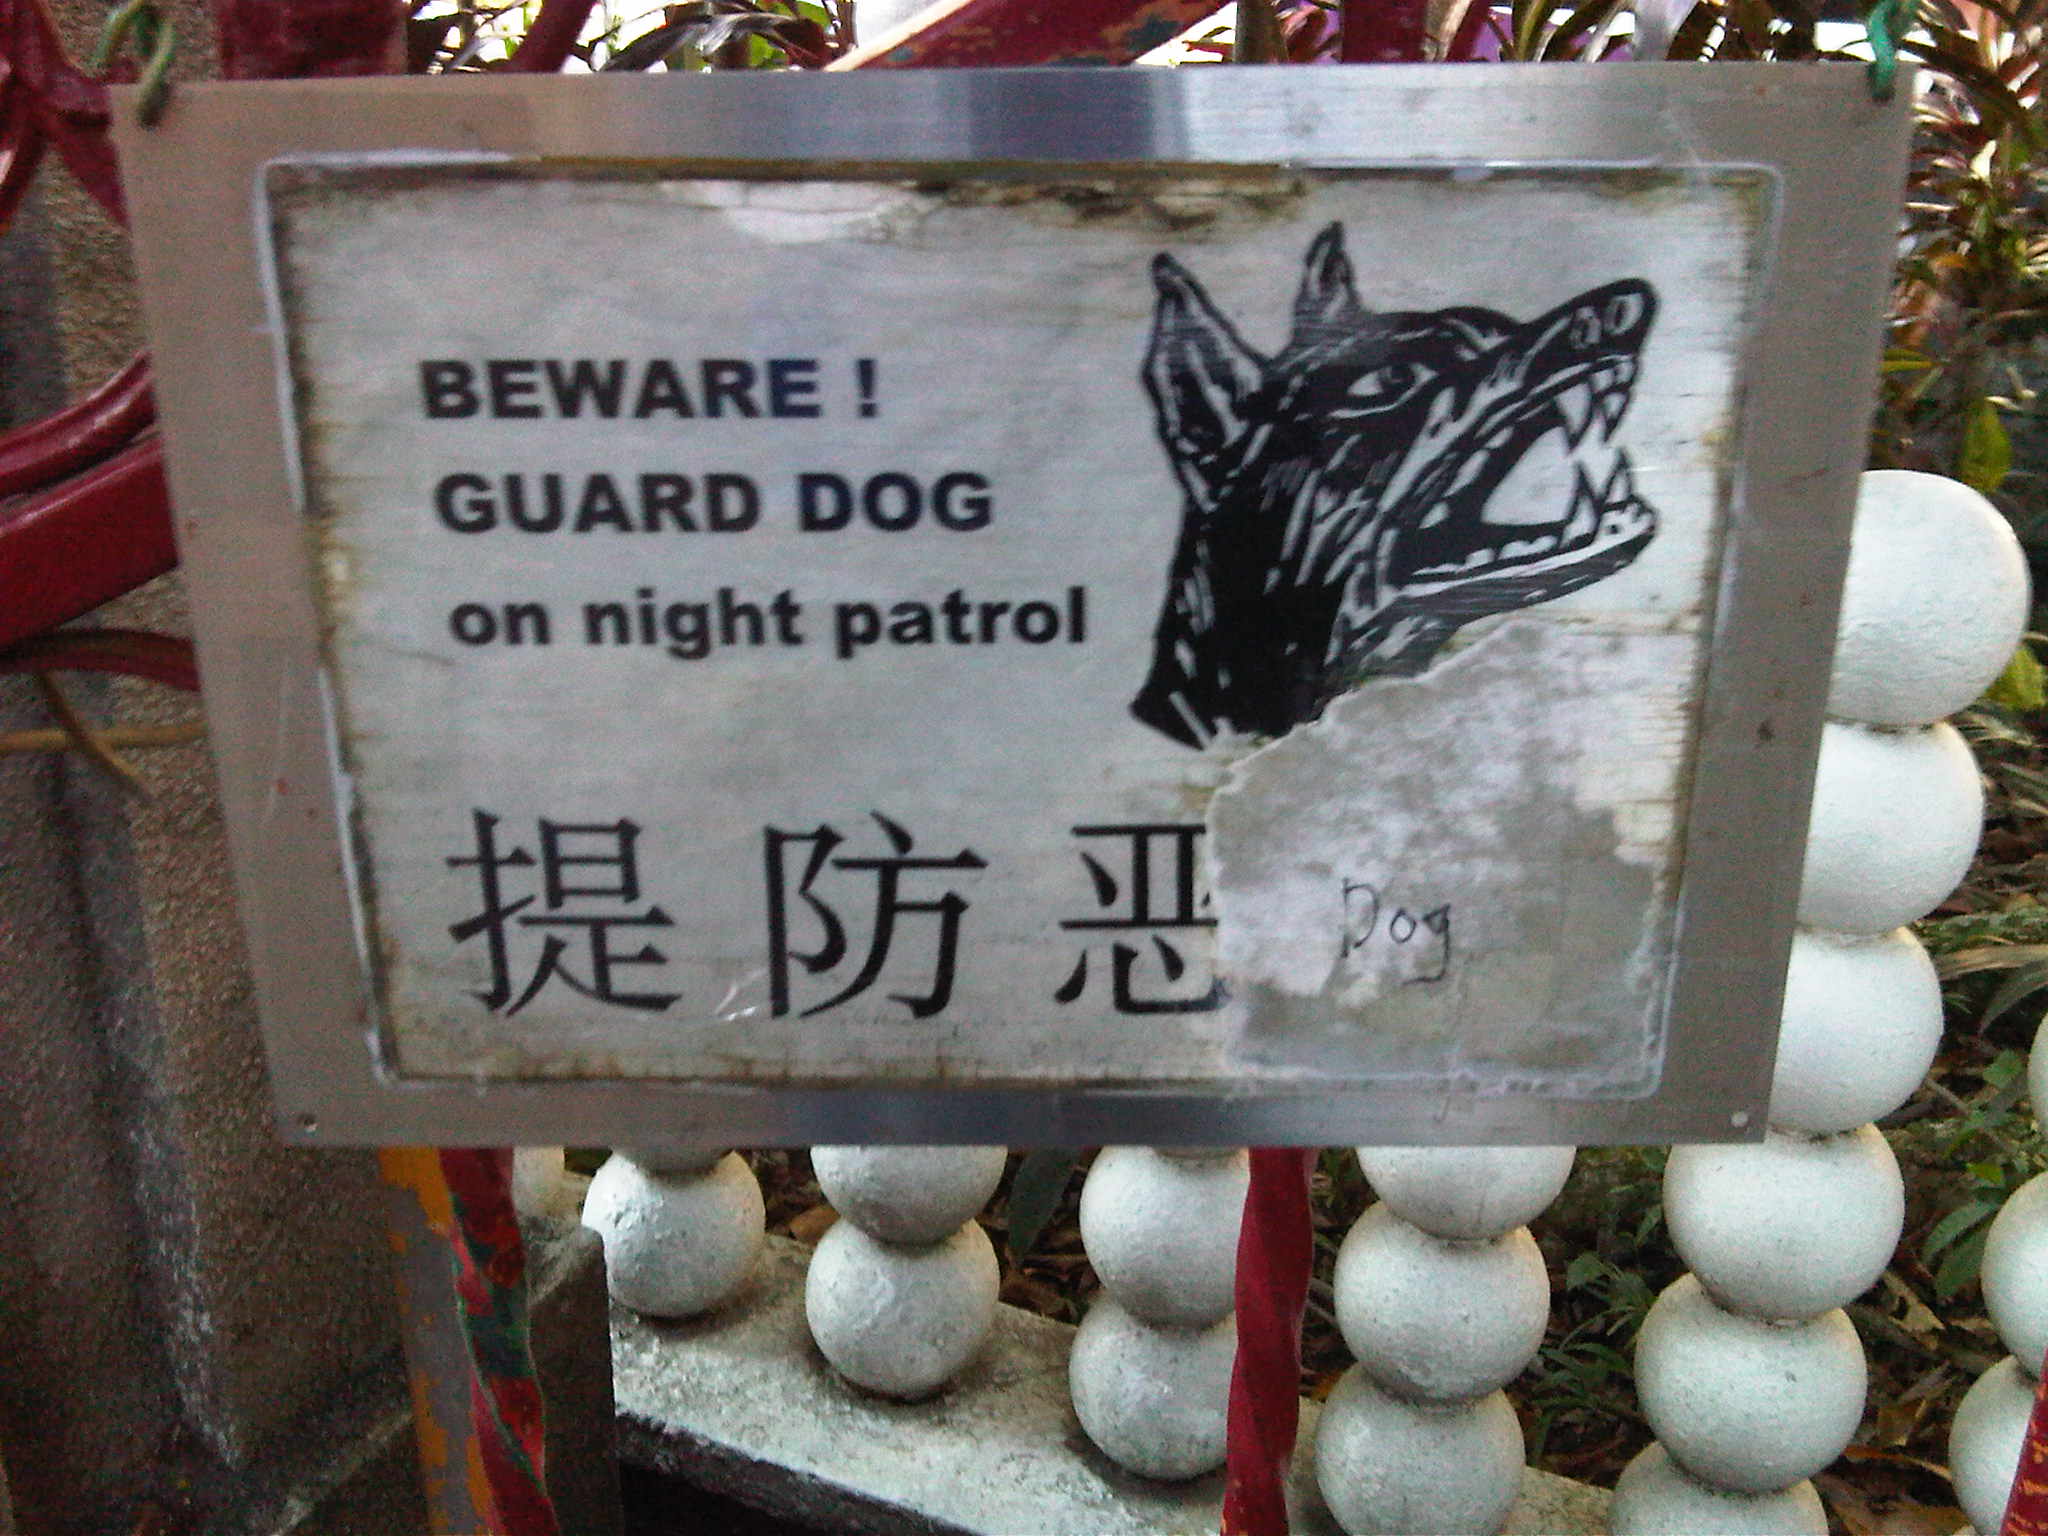 BEWARE !
GUARD DOG
on night patrol
提防恶 Dog